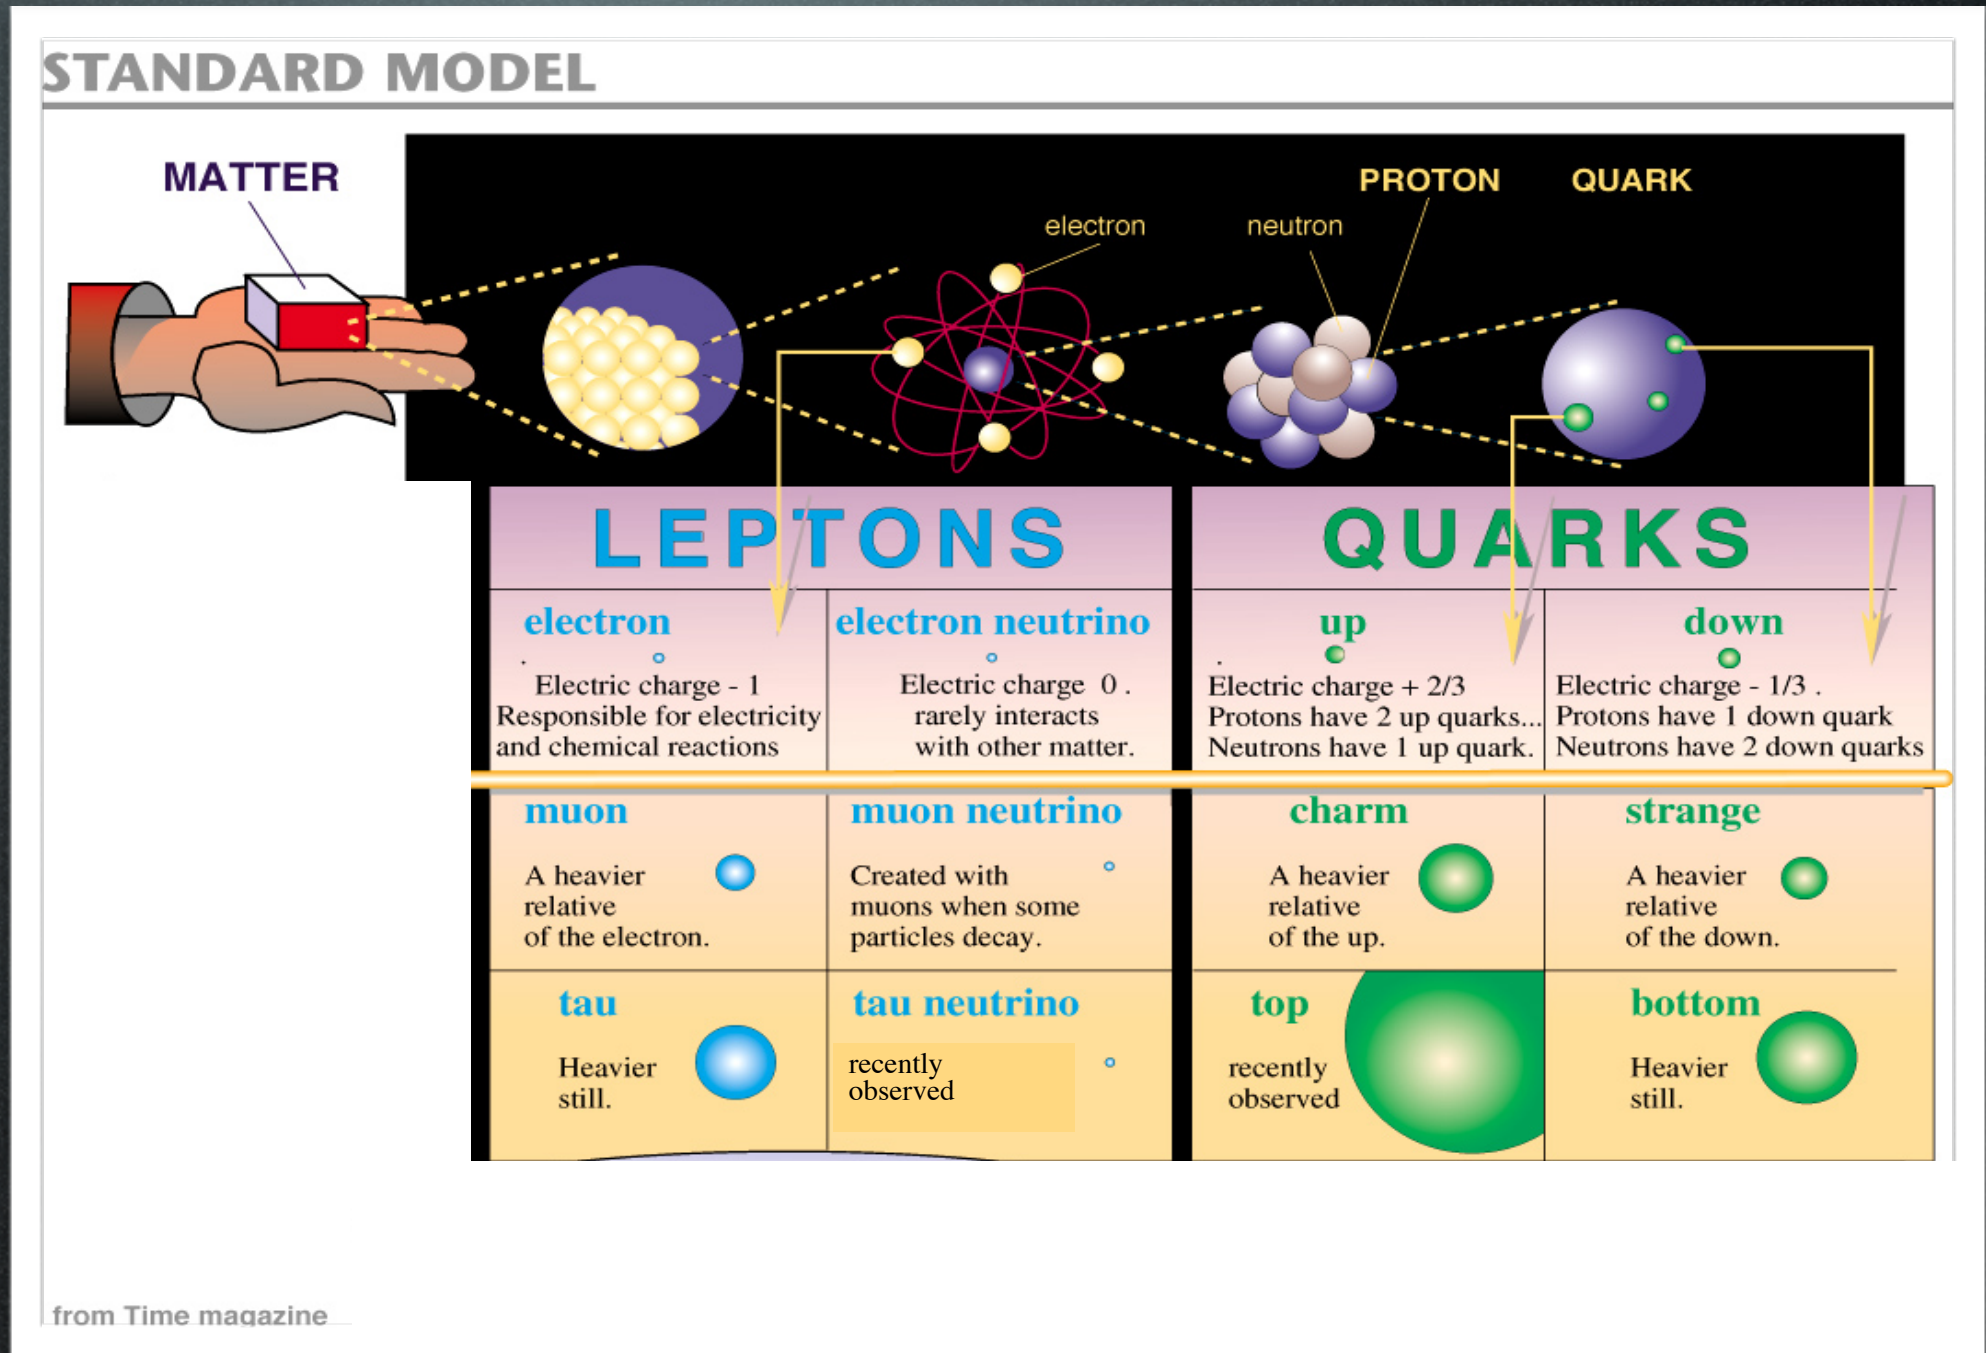 STANDARD MODEL
MATTER
PROTON QUARK
electron neutron
LEPTONS
electron
.
Electric charge - 1
Responsible for electricity
and chemical reactions
electron neutrino
Electric charge 0 .
rarely interacts
with other matter.
muon
A heavier
relative
of the electron.
muon neutrino
Created with
muons when some
particles decay.
tau
Heavier
still.
tau neutrino
recently
observed
QUARKS
up
.
Electric charge + 2/3
Protons have 2 up quarks...
Neutrons have 1 up quark.
down
Electric charge - 1/3 .
Protons have 1 down quark
Neutrons have 2 down quarks
charm
A heavier
relative
of the up.
strange
A heavier
relative
of the down.
top
recently
observed
bottom
Heavier
still.
from Time magazine